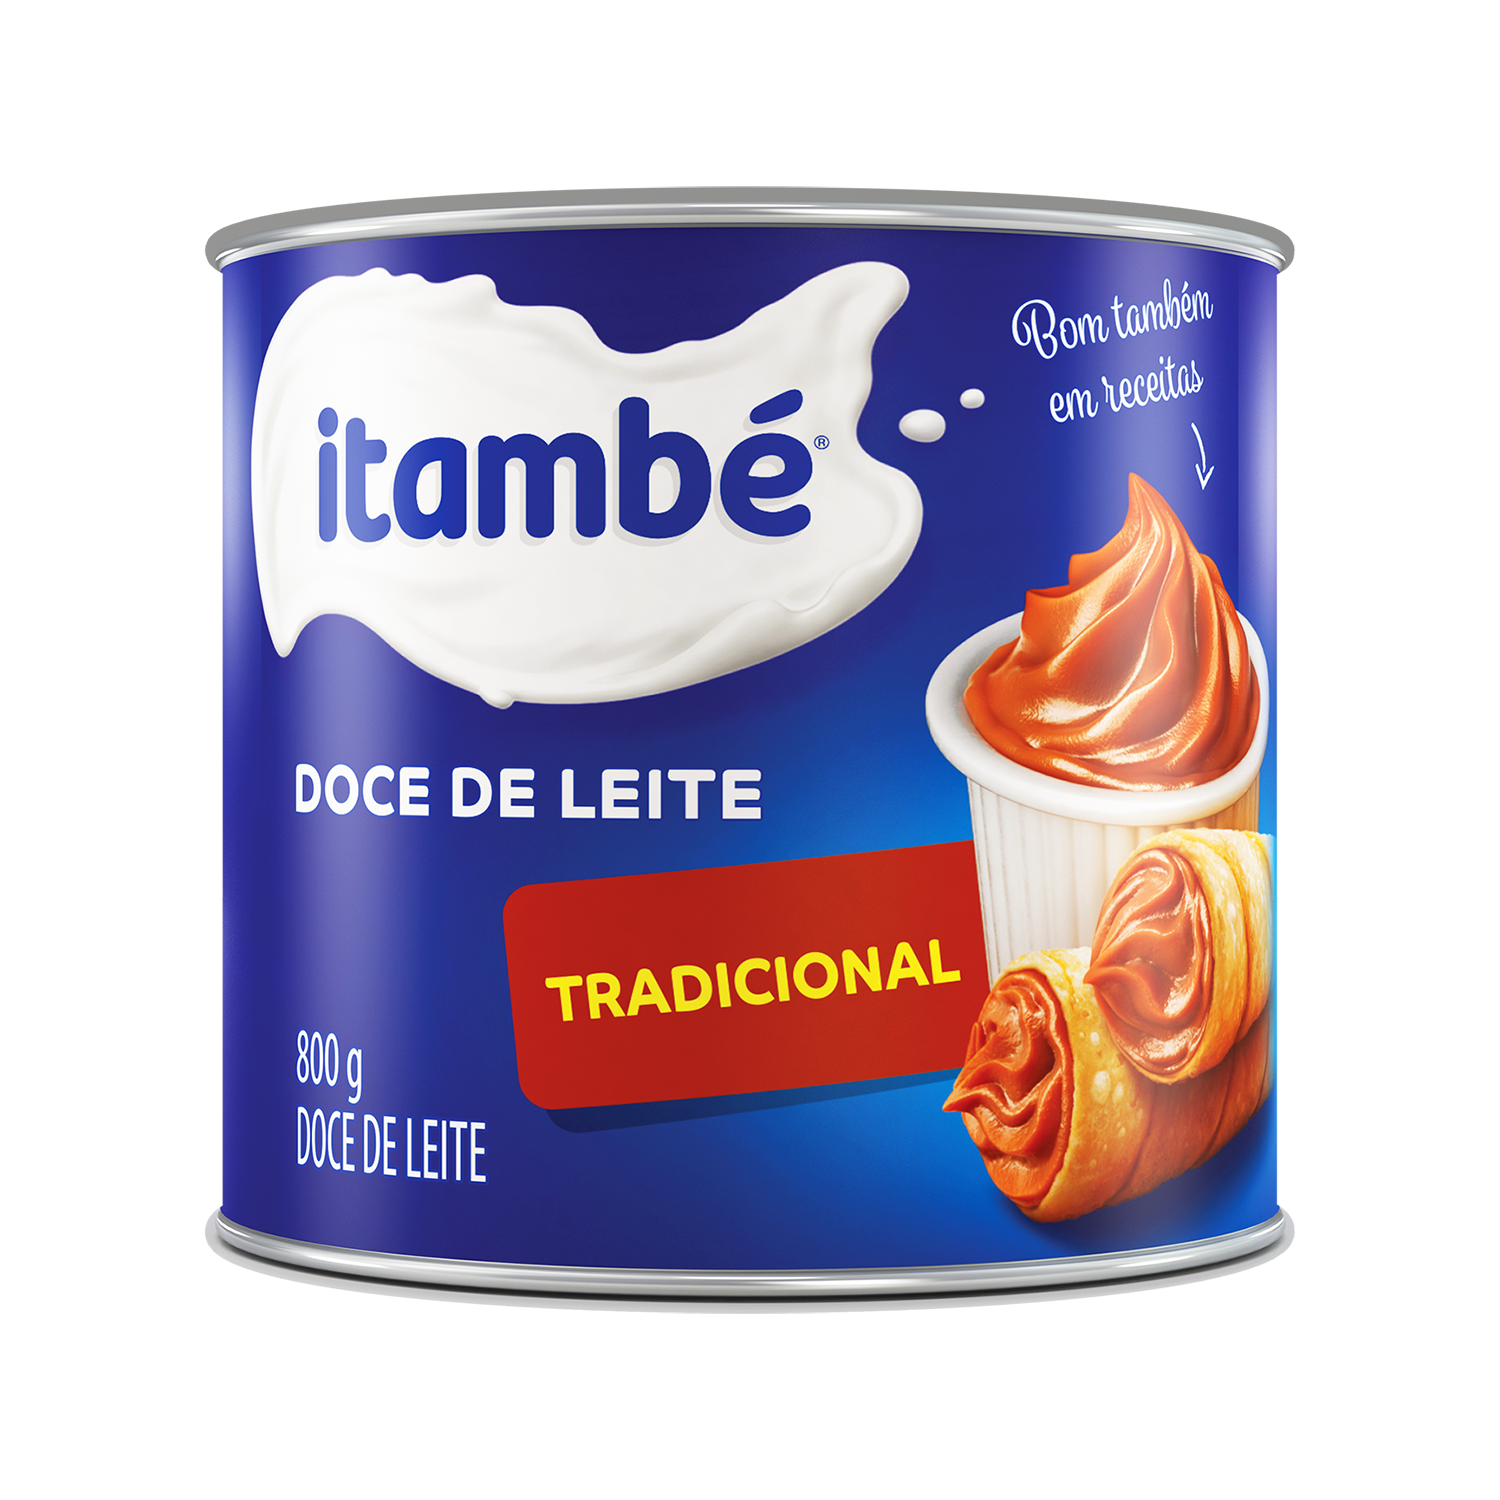 itambé®
Bom também
em receitas
DOCE DE LEITE
TRADICIONAL
800 g
DOCE DE LEITE